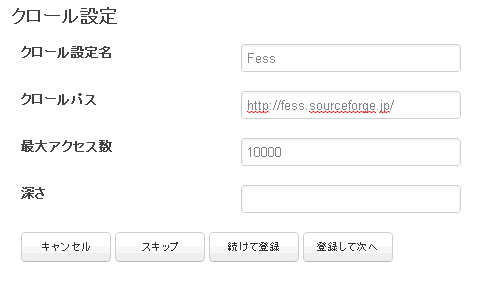 クロール設定
クロール設定名 Fess
クロールパス http://fess.sourceforge.jp/
最大アクセス数 10000
深さ
キャンセル スキップ 続けて登録 登録して次へ